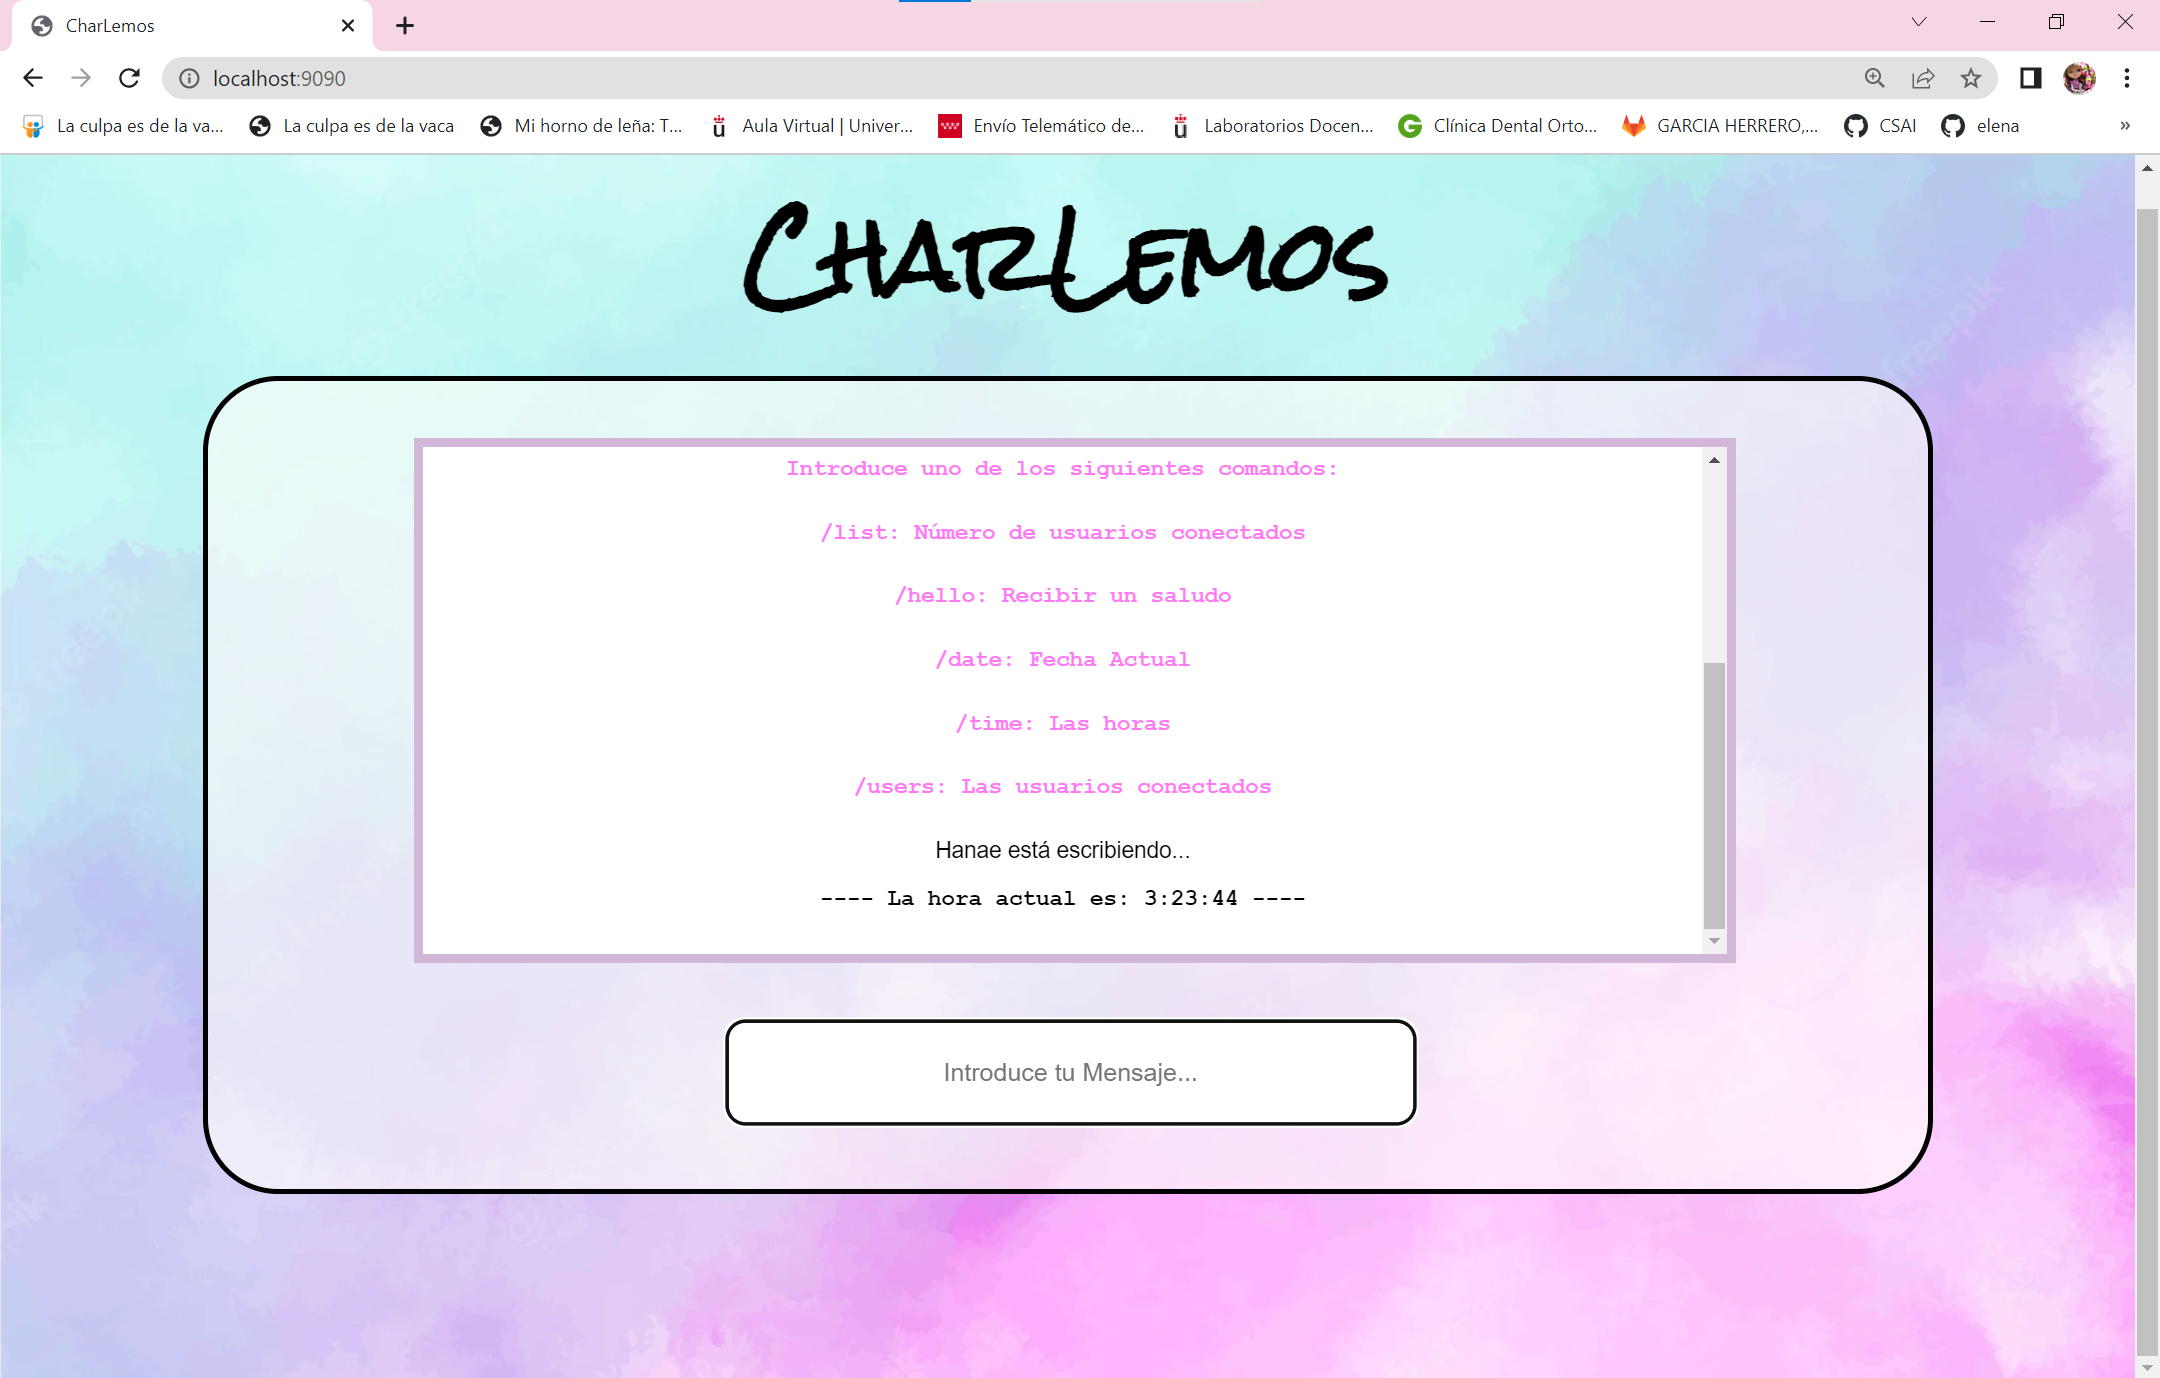 CharLemos
localhost:9090
La culpa es de la va...
La culpa es de la vaca
Mi horno de leña: T...
Aula Virtual | Univer...
Envío Telemático de...
Laboratorios Docen...
Clínica Dental Orto...
GARCIA HERRERO,...
CSAI
elena
»
CharLemos
Introduce uno de los siguientes comandos:
/list: Número de usuarios conectados
/hello: Recibir un saludo
/date: Fecha Actual
/time: Las horas
/users: Las usuarios conectados
Hanae está escribiendo...
---- La hora actual es: 3:23:44 ----
Introduce tu Mensaje...
freepik